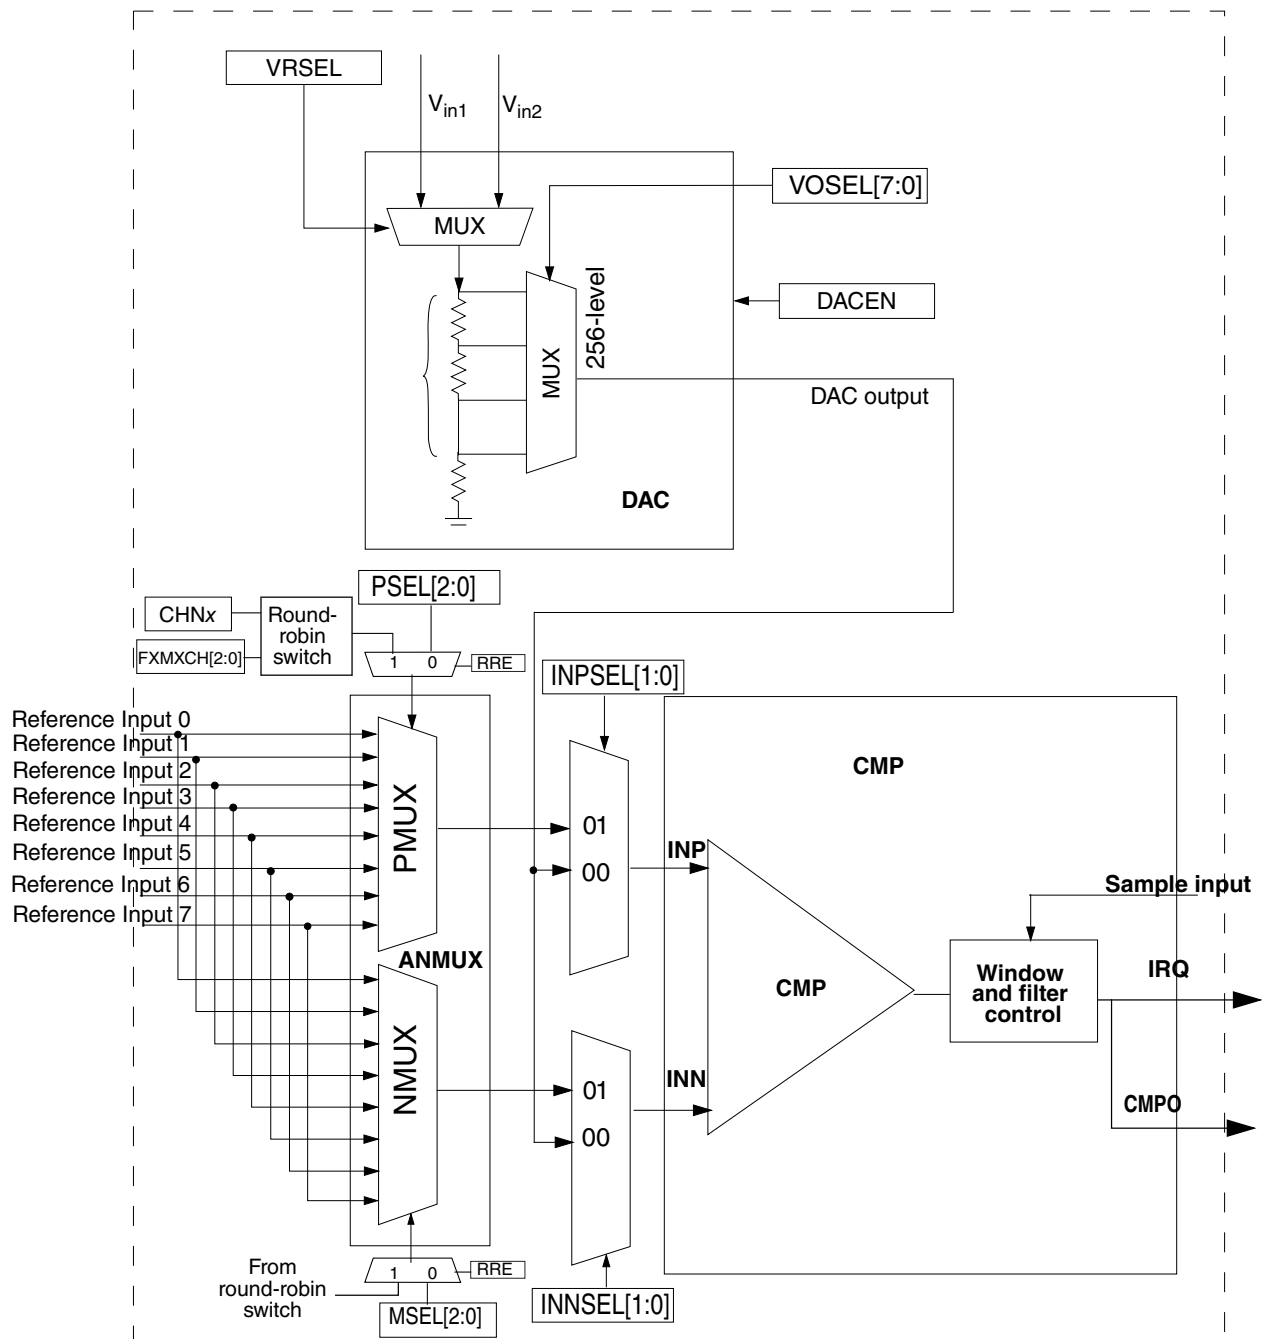 VRSEL
Vin1
Vin2
VOSEL[7:0]
MUX
256-level
MUX
DACEN
DAC output
DAC
PSEL[2:0]
CHNx
Round-
robin
switch
FXMXCH[2:0]
1 0
RRE
INPSEL[1:0]
Reference Input 0
Reference Input 1
Reference Input 2
Reference Input 3
Reference Input 4
Reference Input 5
Reference Input 6
Reference Input 7
PMUX
01
00
CMP
INP
Sample input
ANMUX
CMP
Window
and filter
control
IRQ
NMUX
01
00
INN
CMPO
From
round-robin
switch
1 0
RRE
MSEL[2:0]
INNSEL[1:0]